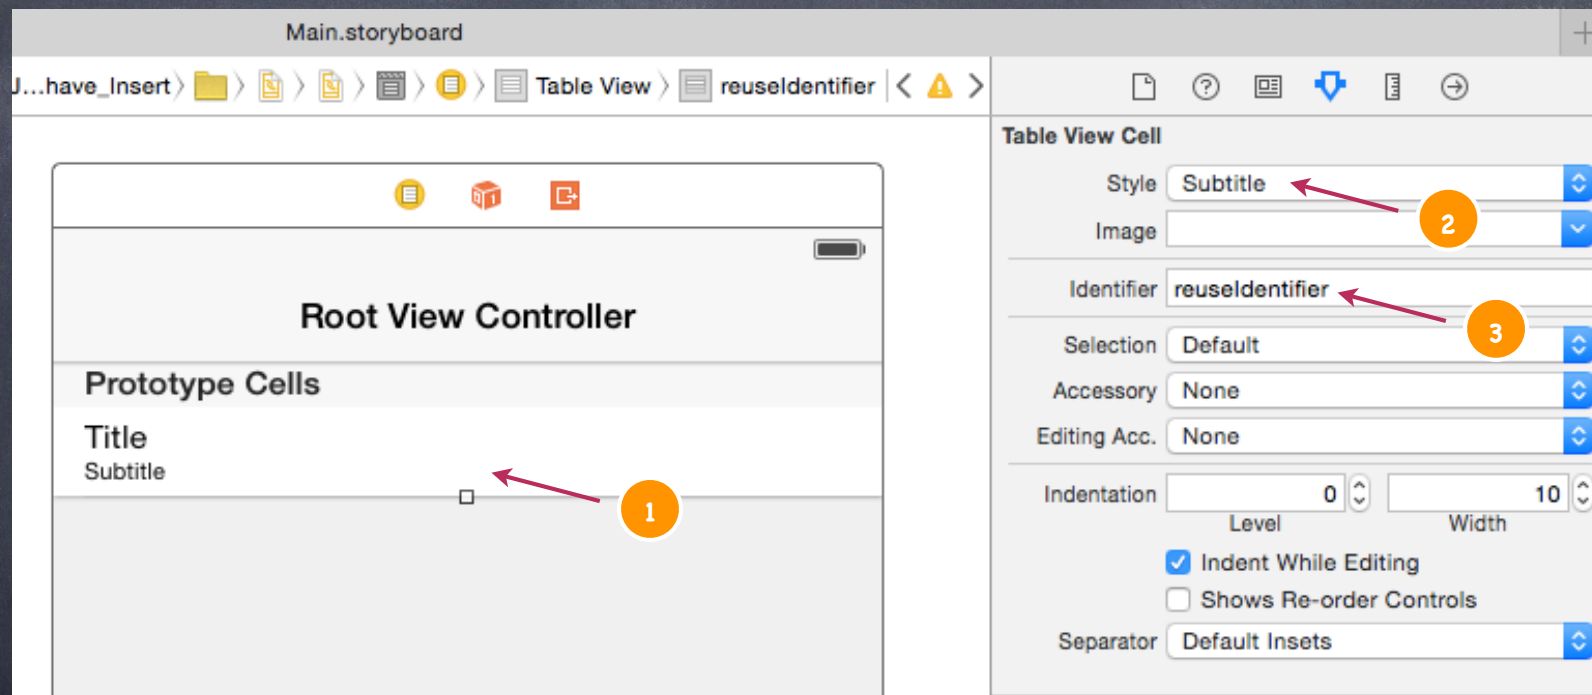 Main.storyboard
J...have_Insert Table View reuseIdentifier
Table View Cell
Style Subtitle
2
Image
Identifier reuseIdentifier
3
Selection Default
Accessory None
Editing Acc. None
Indentation 0 10
Level Width
Indent While Editing
Shows Re-order Controls
Separator Default Insets
Root View Controller
Prototype Cells
Title
Subtitle
1